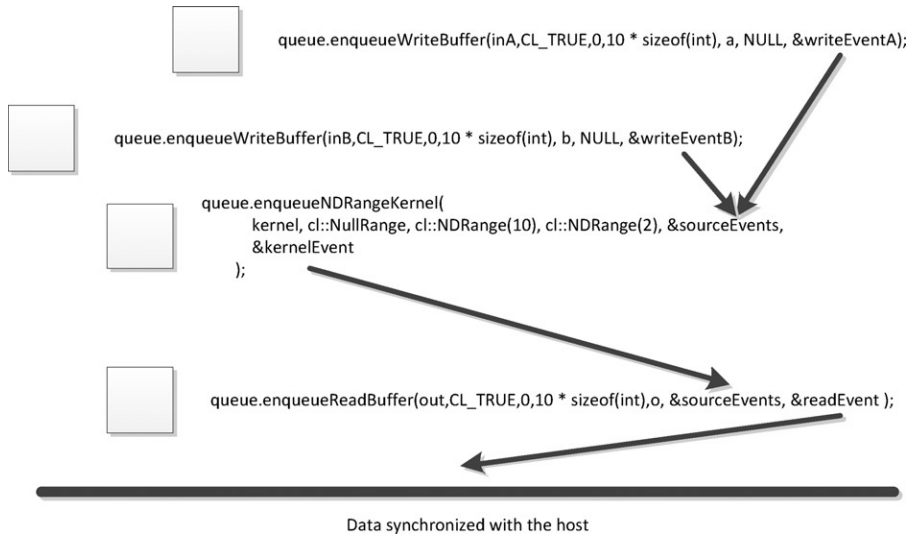 queue.enqueueWriteBuffer(inA,CL_TRUE,0,10 * sizeof(int), a, NULL, &writeEventA);
queue.enqueueWriteBuffer(inB,CL_TRUE,0,10 * sizeof(int), b, NULL, &writeEventB);
queue.enqueueNDRangeKernel(
kernel, cl::NullRange, cl::NDRange(10), cl::NDRange(2), &sourceEvents,
&kernelEvent
);
queue.enqueueReadBuffer(out,CL_TRUE,0,10 * sizeof(int),o, &sourceEvents, &readEvent );
Data synchronized with the host